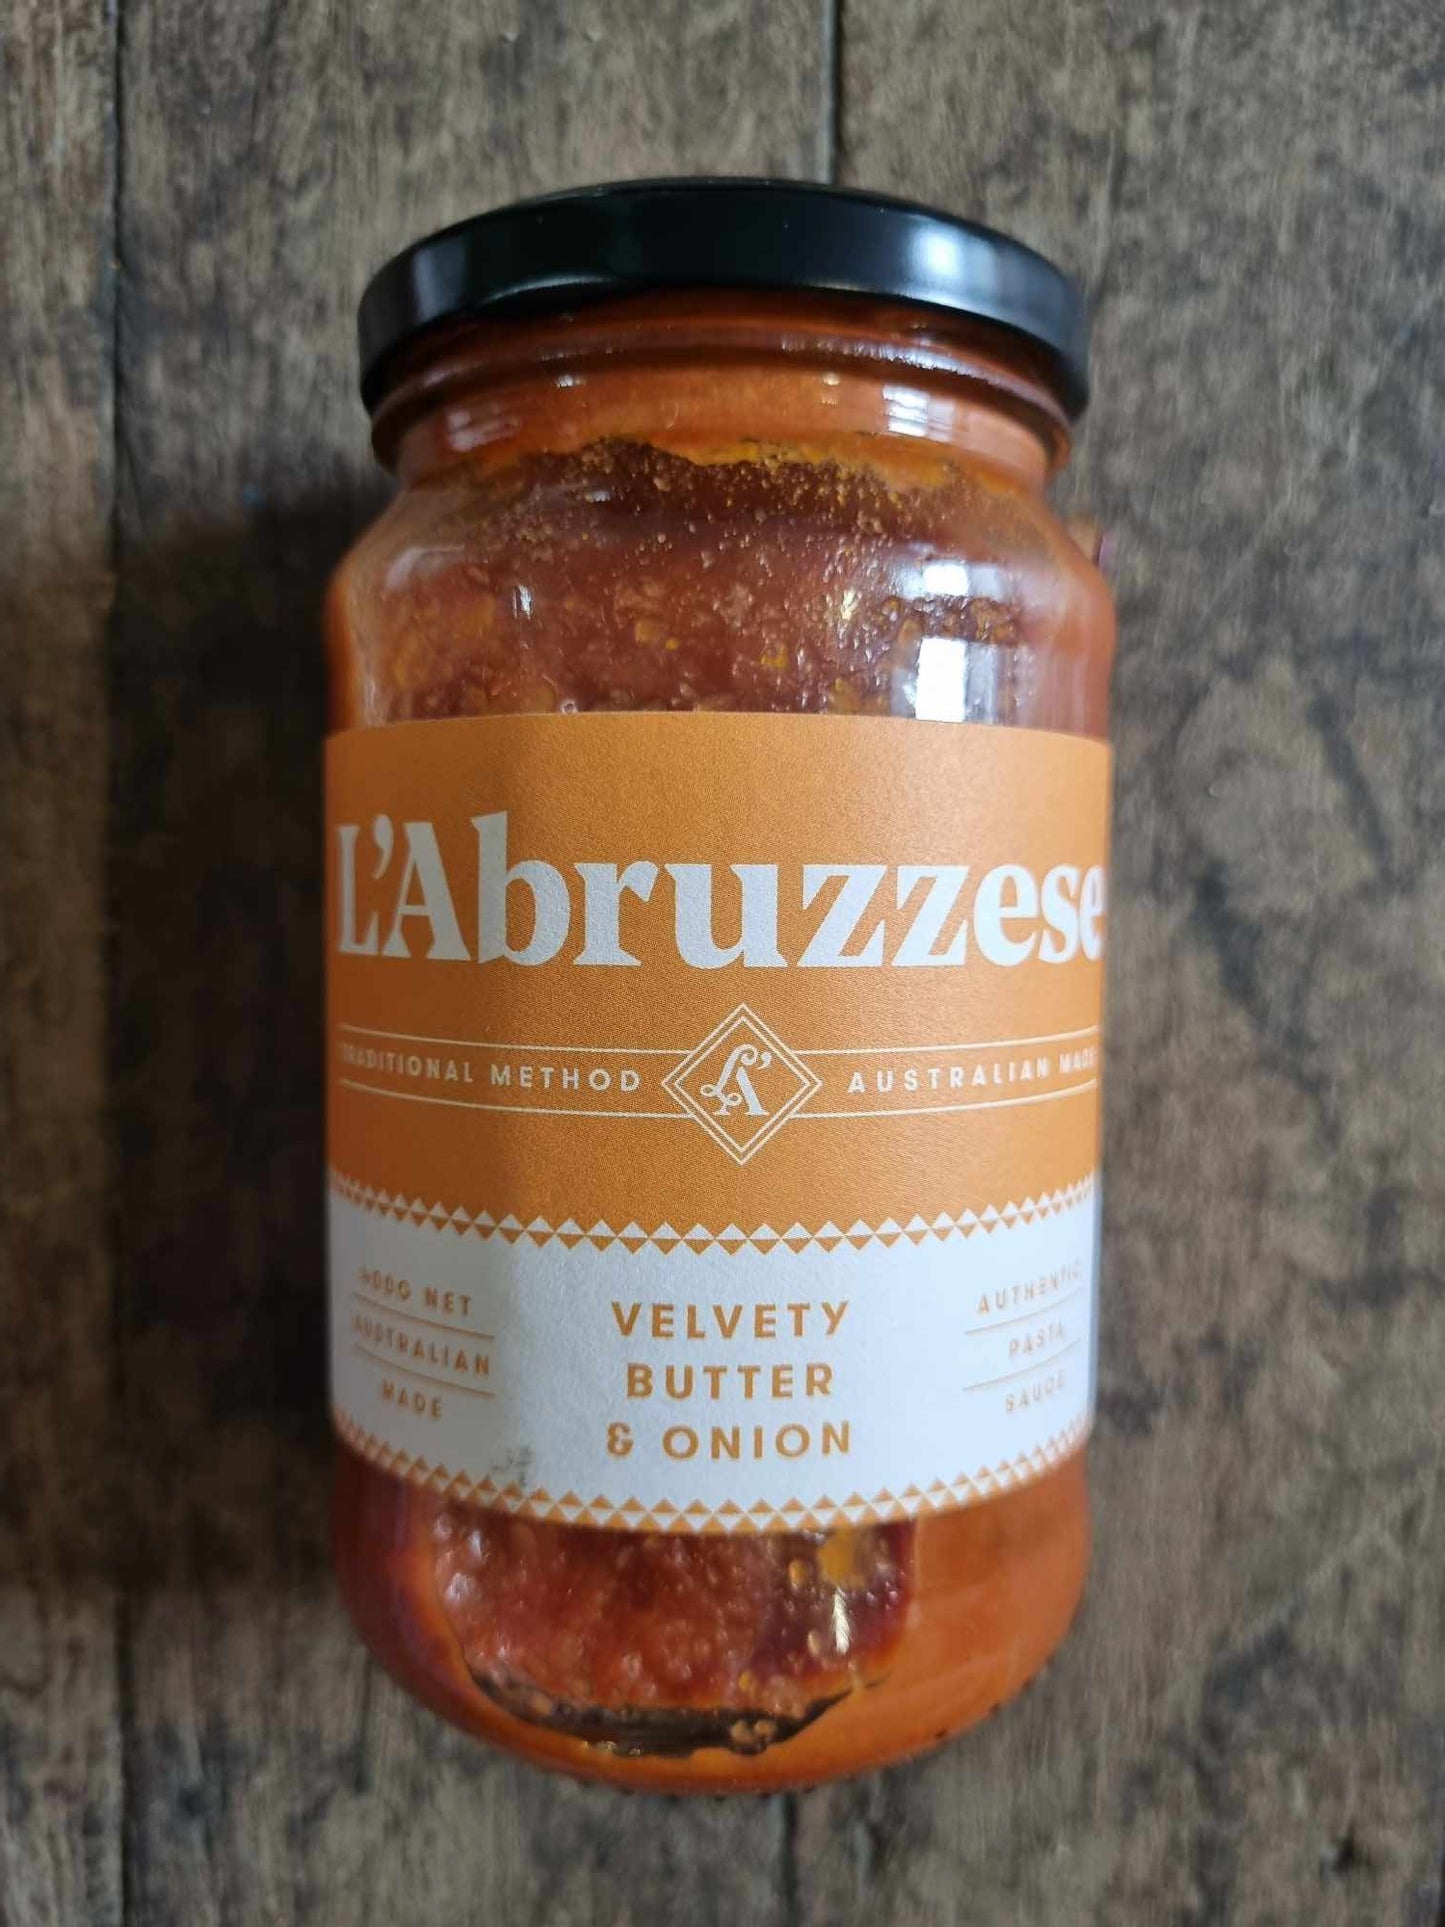 L'Abruzzese
TRADITIONAL METHOD L'A AUSTRALIAN MADE
400G NET
AUSTRALIAN
MADE
VELVETY
BUTTER
& ONION
AUTHENTIC
PASTA
SAUCE